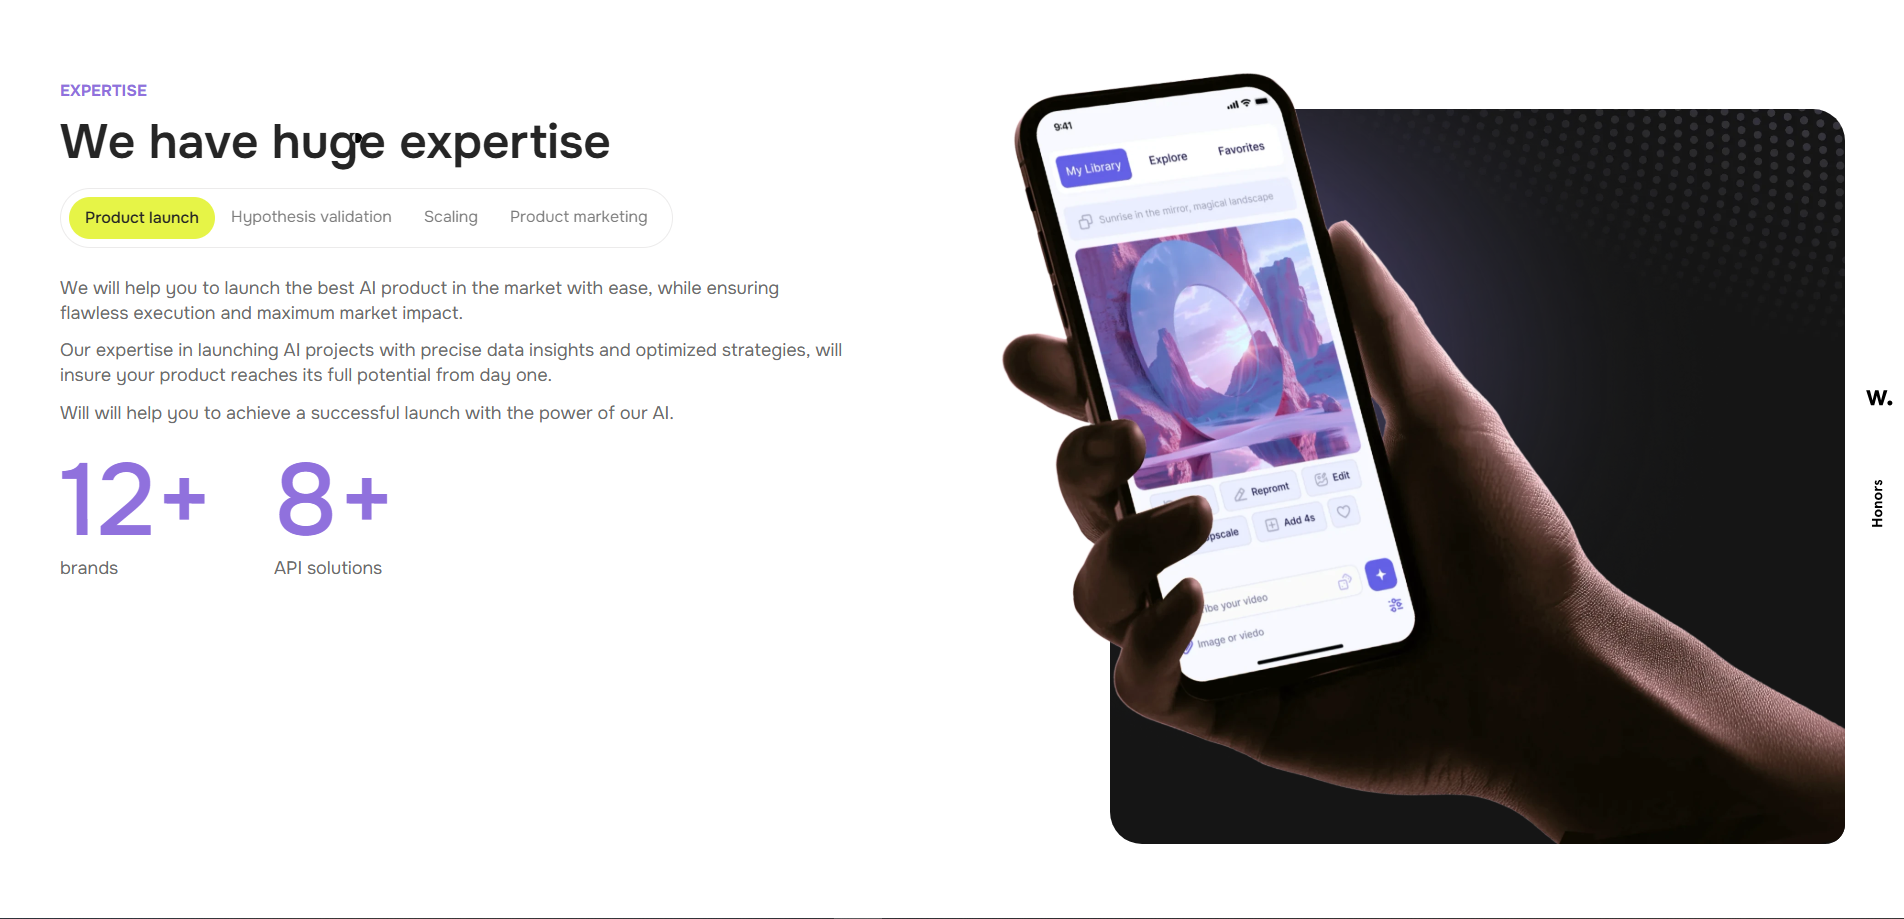 EXPERTISE
We have huge expertise
Product launch Hypothesis validation Scaling Product marketing
We will help you to launch the best AI product in the market with ease, while ensuring
flawless execution and maximum market impact.
Our expertise in launching AI projects with precise data insights and optimized strategies, will
insure your product reaches its full potential from day one.
Will will help you to achieve a successful launch with the power of our AI.
12+ 8+
brands API solutions
9:41
My Library Explore Favorites
Sunrise in the mirror, magical landscape
Repromt Edit
pscale Add 4s
ibe your video
Image or viedo
W.
Honors